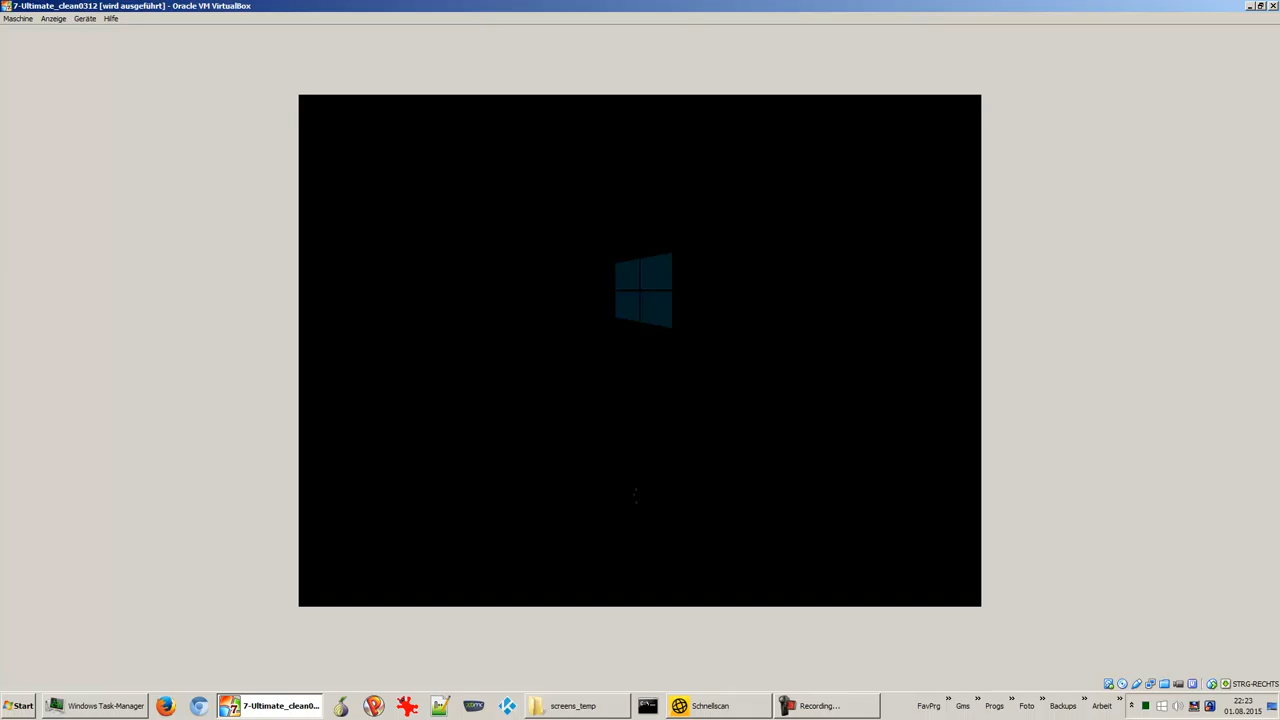 7-Ultimate_clean0312 [wird ausgeführt] - Oracle VM VirtualBox
Maschine Anzeige Geräte Hilfe
STRG-RECHTS
Start Windows Task-Manager 7-Ultimate_clean0... screens_temp Schnellscan Recording... FavPrg Gms Progs Foto Backups Arbeit 22:23
01.08.2015